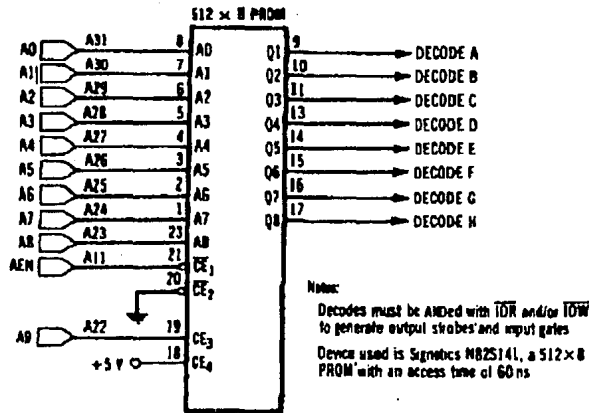 512 × 8 PROM
A0 A31 8 A0
A1 A30 7 A1
A2 A29 6 A2
A3 A28 5 A3
A4 A27 4 A4
A5 A26 3 A5
A6 A25 2 A6
A7 A24 1 A7
A8 A23 23 A8
AEN A11 21 CE1
20 CE2
A9 A22 19 CE3
+5 V 18 CE4
Q1 9 DECODE A
Q2 10 DECODE B
Q3 11 DECODE C
Q4 13 DECODE D
Q5 14 DECODE E
Q6 15 DECODE F
Q7 16 DECODE G
Q8 17 DECODE H
Notes:
Decodes must be ANDed with IOR and/or IOW
to generate output strobes and input gates
Device used is Signetics N82S141, a 512×8
PROM with an access time of 60 ns